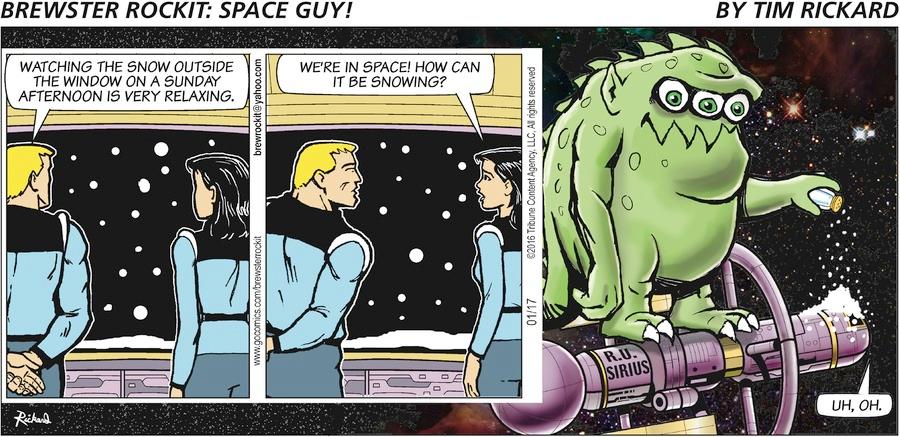 BREWSTER ROCKIT: SPACE GUY!
BY TIM RICKARD
WATCHING THE SNOW OUTSIDE
THE WINDOW ON A SUNDAY
AFTERNOON IS VERY RELAXING.
brewrockit@yahoo.com
www.gocomics.com/brewsterrockit
WE'RE IN SPACE! HOW CAN
IT BE SNOWING?
©2016 Tribune Content Agency, LLC, All rights reserved
01/17
R.U.
SIRIUS
UH, OH.
Rickard